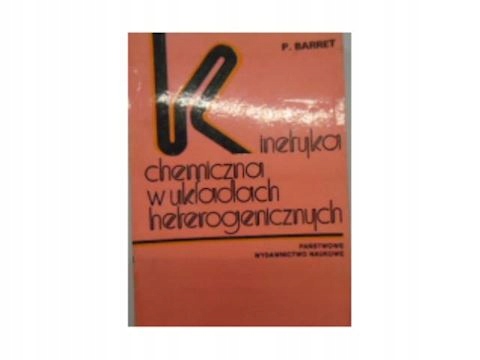 P. BARRET
Kinetyka
chemiczna
w układach
heterogenicznych
PAŃSTWOWE
WYDAWNICTWO NAUKOWE